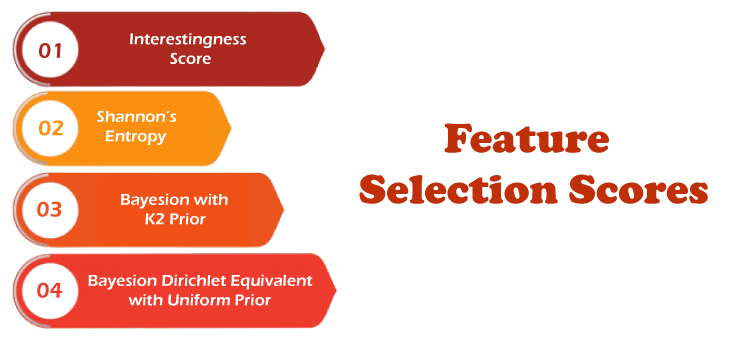 01
Interestingness
Score
02
Shannon's
Entropy
03
Bayesion with
K2 Prior
04
Bayesion Dirichlet Equivalent
with Uniform Prior
Feature
Selection Scores